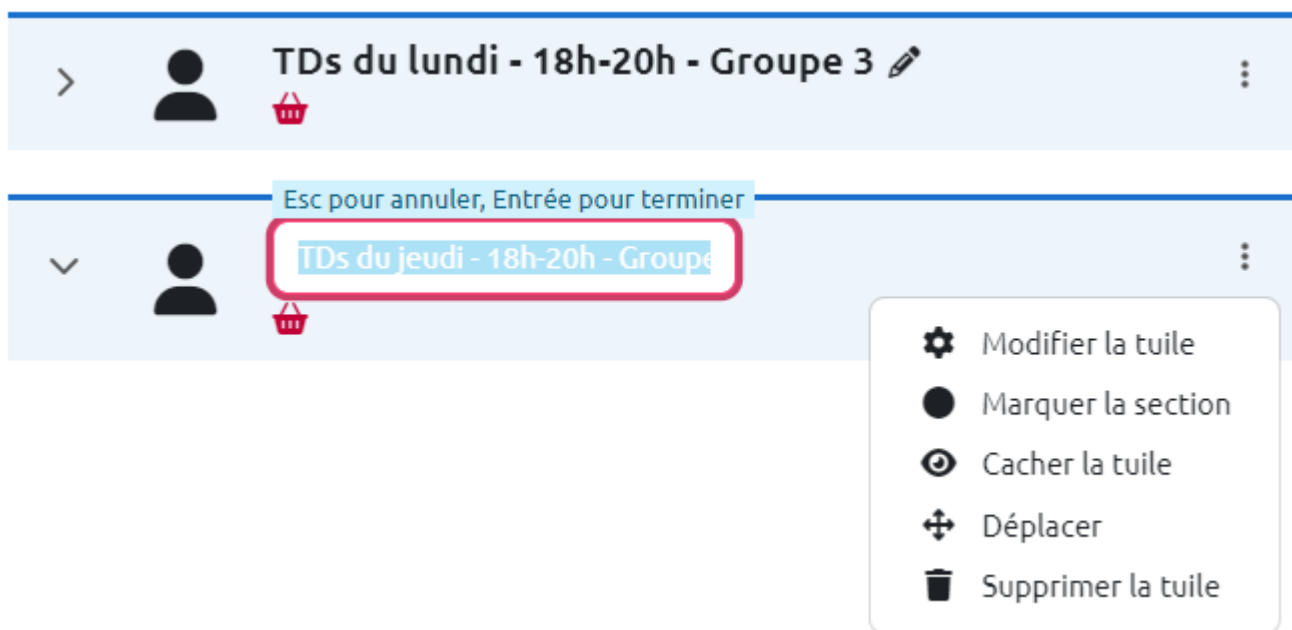 TDs du lundi - 18h-20h - Groupe 3
Esc pour annuler, Entrée pour terminer
TDs du jeudi - 18h-20h - Groupe
Modifier la tuile
Marquer la section
Cacher la tuile
Déplacer
Supprimer la tuile